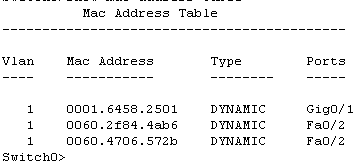 Mac Address Table
-------------------------------------------
Vlan Mac Address Type Ports
---- ----------- -------- -----
1 0001.6458.2501 DYNAMIC Gig0/1
1 0060.2f84.4ab6 DYNAMIC Fa0/2
1 0060.4706.572b DYNAMIC Fa0/2
Switch0>